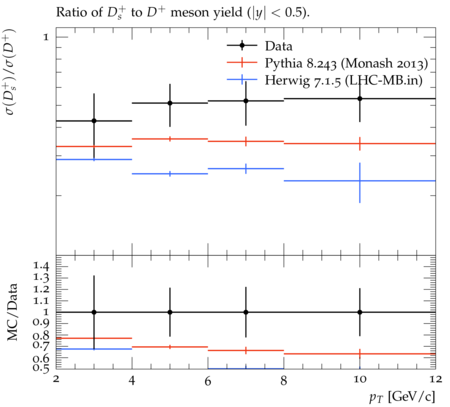 Ratio of D_s^+ to D^+ meson yield (|y| < 0.5).
1
σ(D_s^+)/σ(D^+)
Data
Pythia 8.243 (Monash 2013)
Herwig 7.1.5 (LHC-MB.in)
1.4
1.3
1.2
1.1
1
0.9
0.8
0.7
0.6
0.5
MC/Data
2 4 6 8 10 12
p_T [GeV/c]